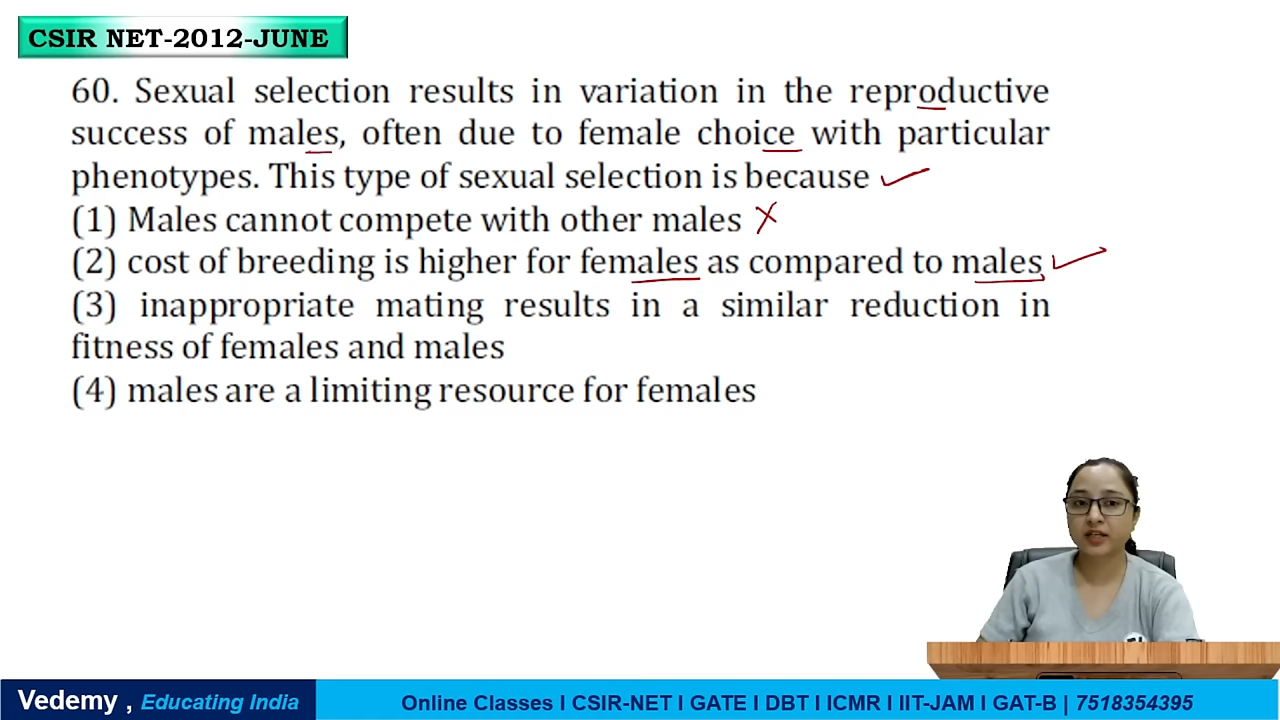 CSIR NET-2012-JUNE
60. Sexual selection results in variation in the reproductive
success of males, often due to female choice with particular
phenotypes. This type of sexual selection is because
(1) Males cannot compete with other males
(2) cost of breeding is higher for females as compared to males,
(3) inappropriate mating results in a similar reduction in
fitness of females and males
(4) males are a limiting resource for females
Vedemy , Educating India
Online Classes I CSIR-NET I GATE I DBT I ICMR I IIT-JAM I GAT-B | 7518354395